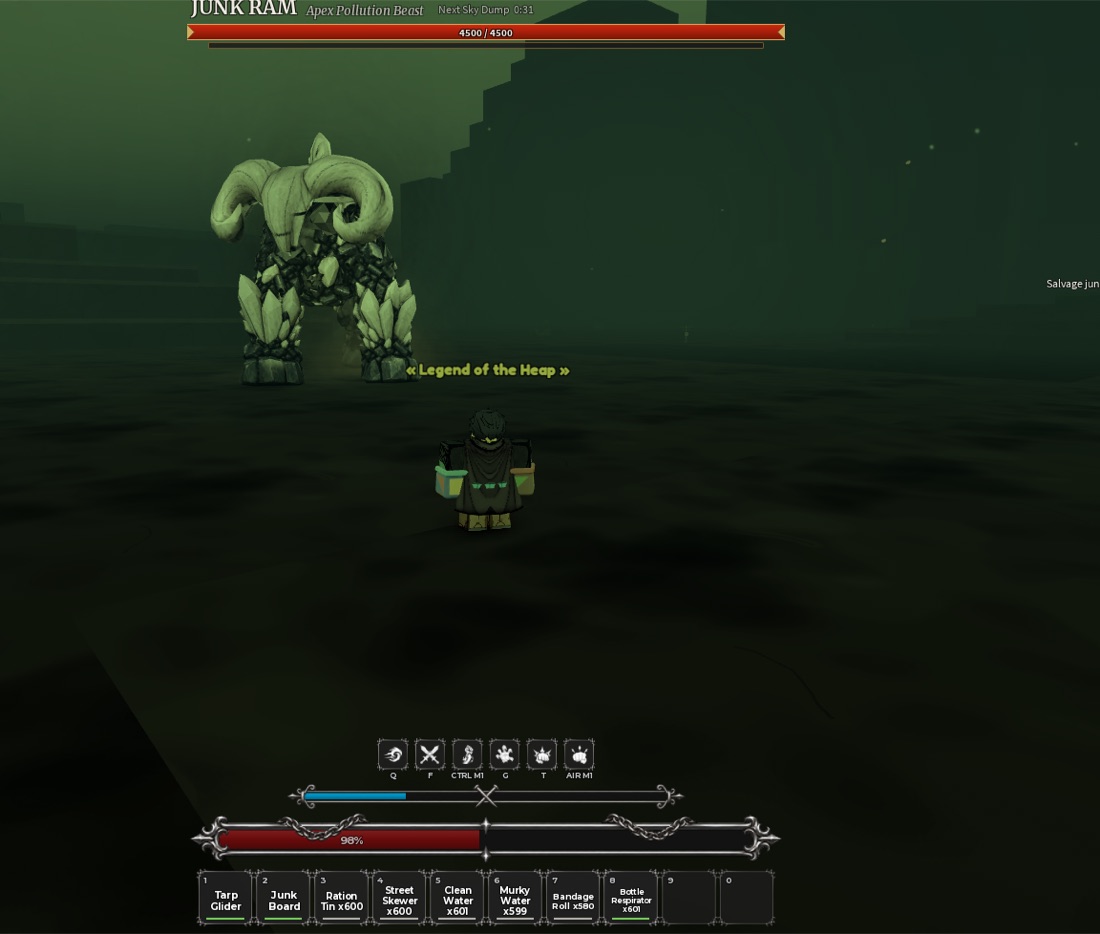 JUNK RAM Apex Pollution Beast Next Sky Dump 0:31
4500 / 4500
Salvage jun
« Legend of the Heap »
Q F CTRL M1 G T AIR M1
98%
1 2 3 4 5 6 7 8 9 0
Tarp Glider
Junk Board
Ration Tin x600
Street Skewer x600
Clean Water x601
Murky Water x599
Bandage Roll x580
Bottle Respirator x601